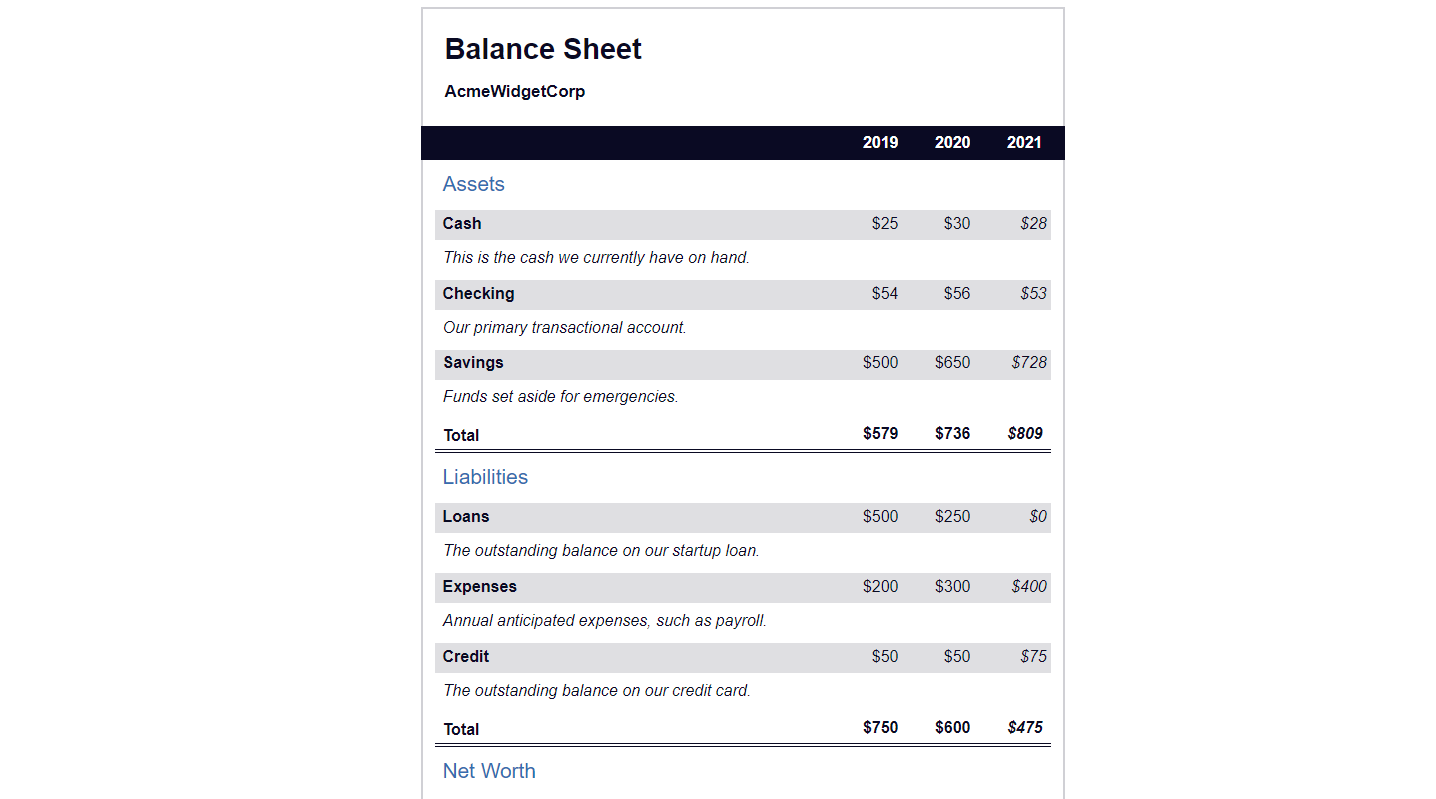 Balance Sheet
AcmeWidgetCorp
2019 2020 2021
Assets
Cash $25 $30 $28
This is the cash we currently have on hand.
Checking $54 $56 $53
Our primary transactional account.
Savings $500 $650 $728
Funds set aside for emergencies.
Total $579 $736 $809
Liabilities
Loans $500 $250 $0
The outstanding balance on our startup loan.
Expenses $200 $300 $400
Annual anticipated expenses, such as payroll.
Credit $50 $50 $75
The outstanding balance on our credit card.
Total $750 $600 $475
Net Worth